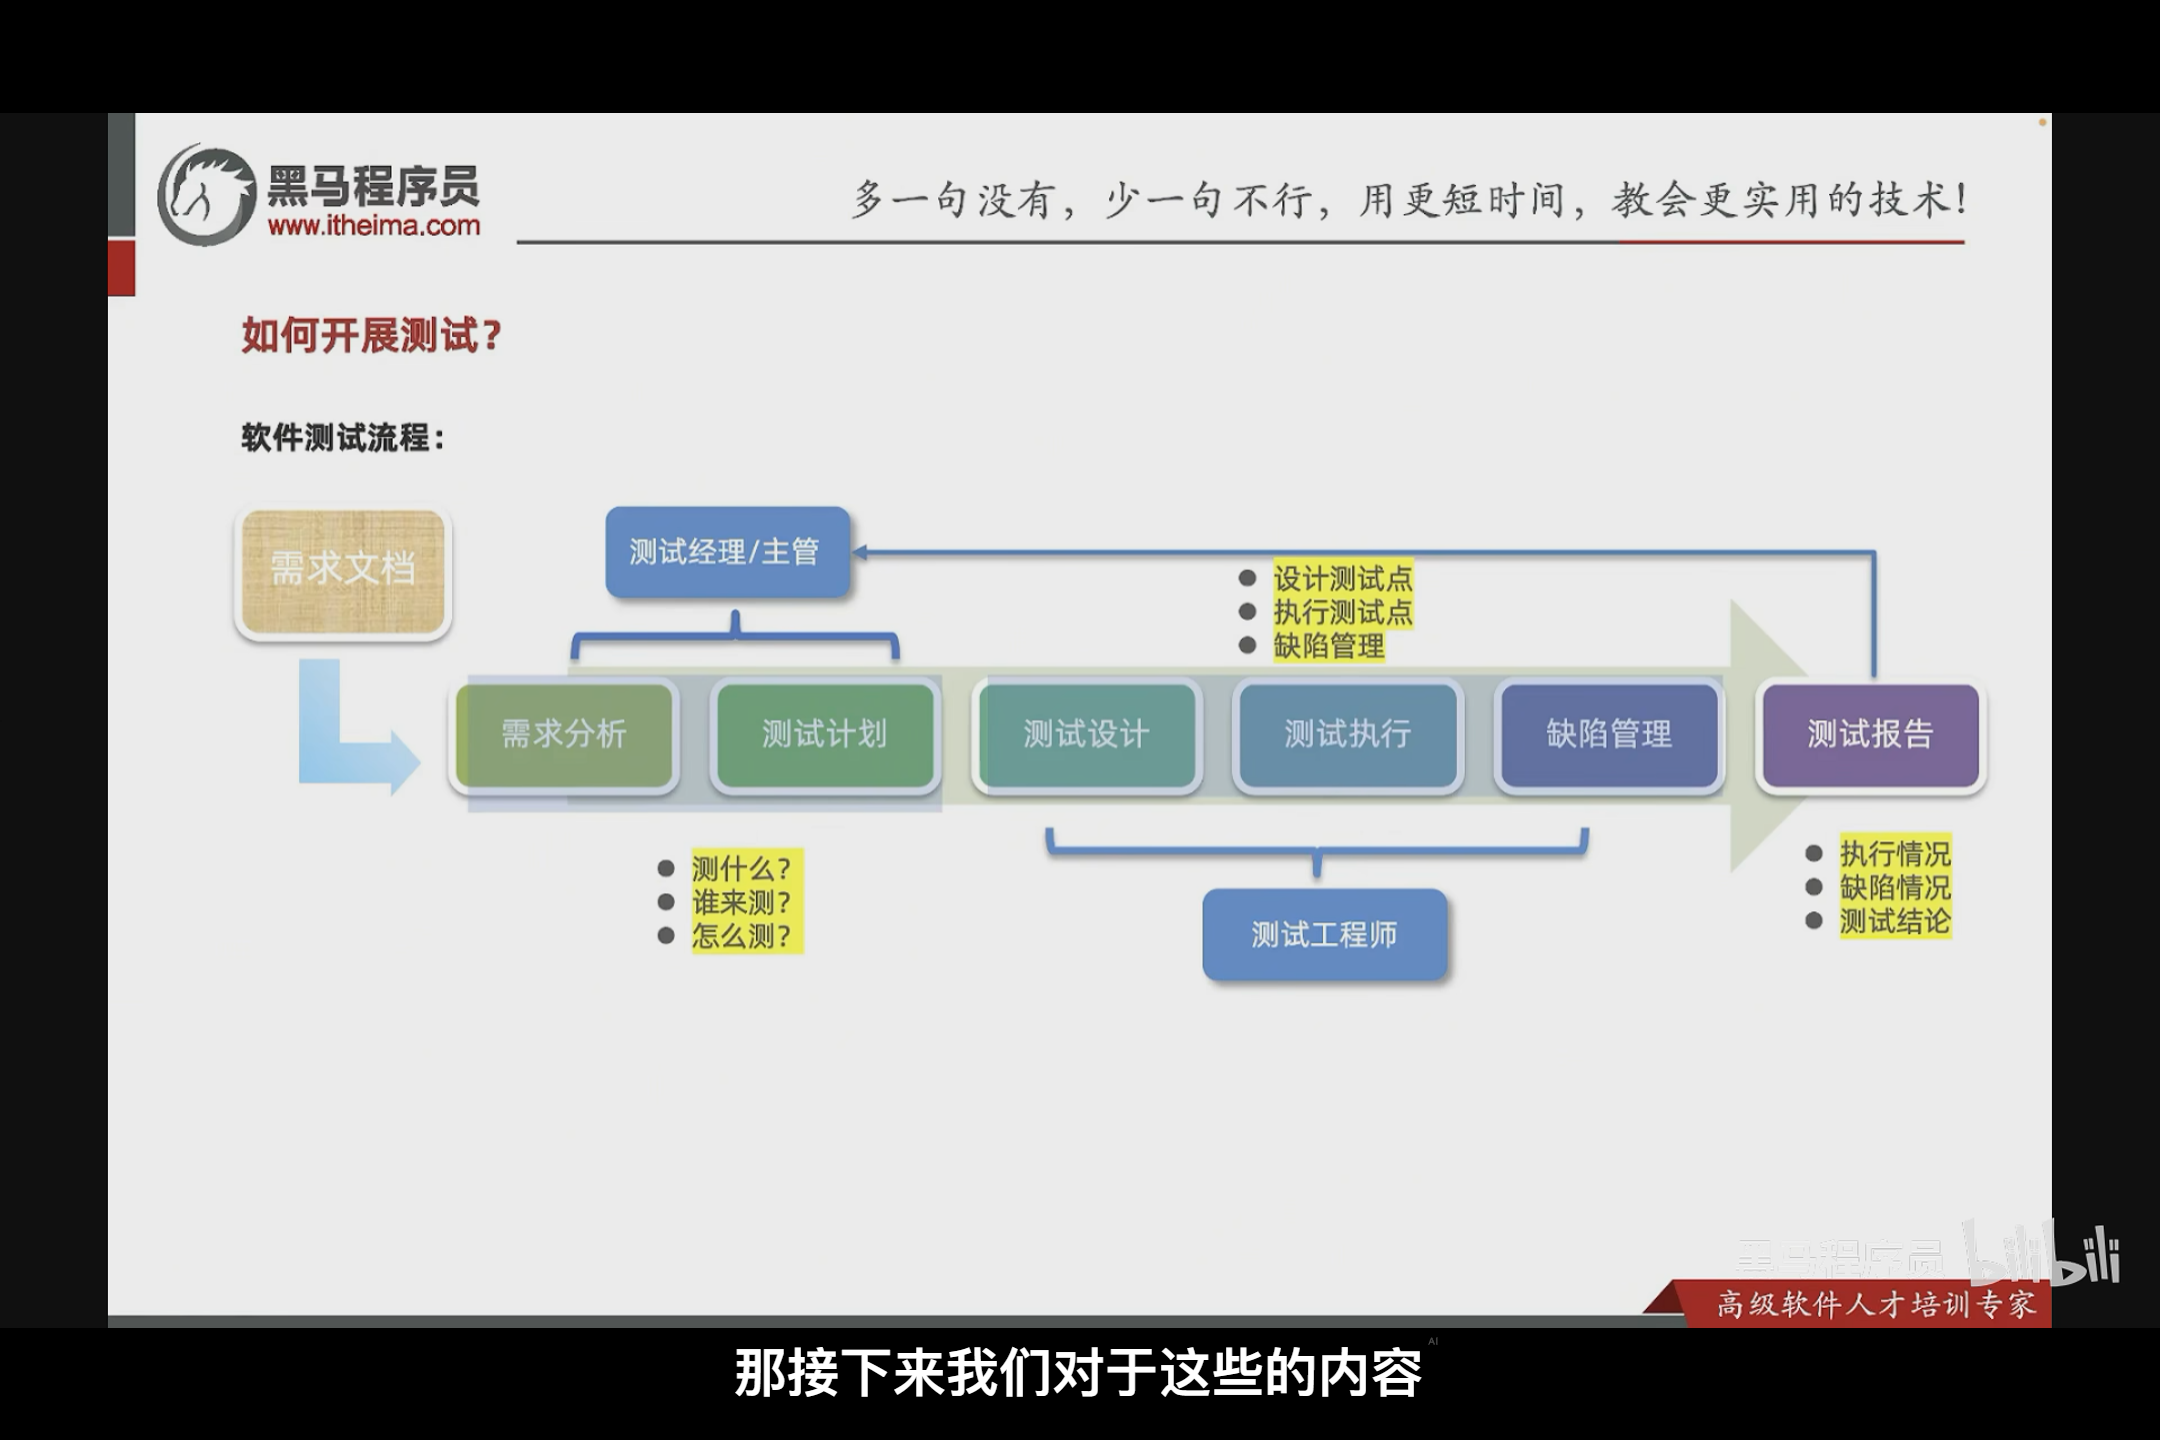 黑马程序员
www.itheima.com
多一句没有，少一句不行，用更短时间，教会更实用的技术！
如何开展测试？
软件测试流程：
需求文档
测试经理/主管
设计测试点
执行测试点
缺陷管理
需求分析
测试计划
测试设计
测试执行
缺陷管理
测试报告
测什么？
谁来测？
怎么测？
测试工程师
执行情况
缺陷情况
测试结论
黑马程序员 bilibili
高级软件人才培训专家
AI
那接下来我们对于这些的内容